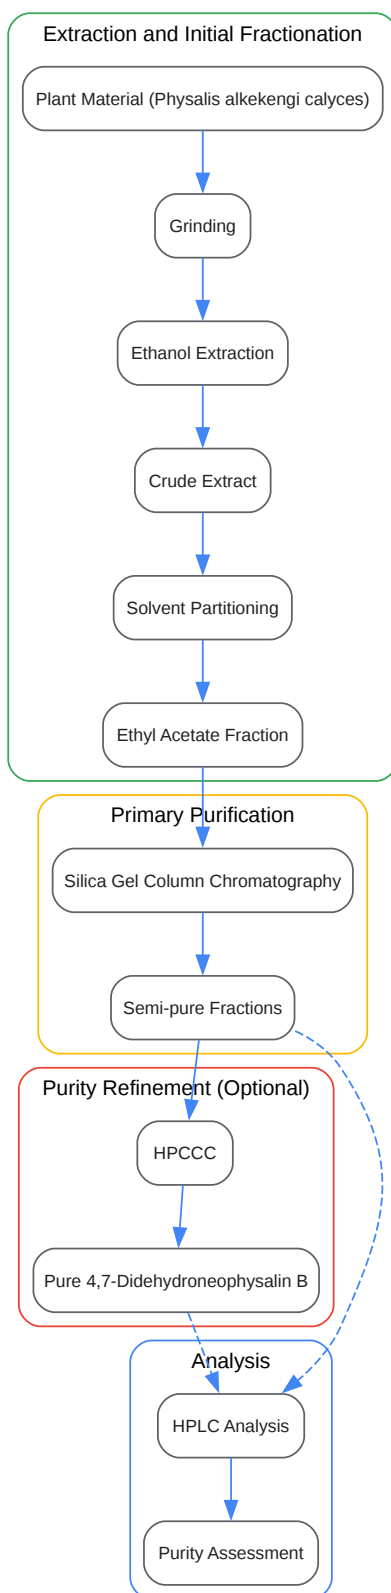 Extraction and Initial Fractionation
Plant Material (Physalis alkekengi calyces)
Grinding
Ethanol Extraction
Crude Extract
Solvent Partitioning
Ethyl Acetate Fraction
Primary Purification
Silica Gel Column Chromatography
Semi-pure Fractions
Purity Refinement (Optional)
HPCCC
Pure 4,7-Didehydroneophysalin B
Analysis
HPLC Analysis
Purity Assessment